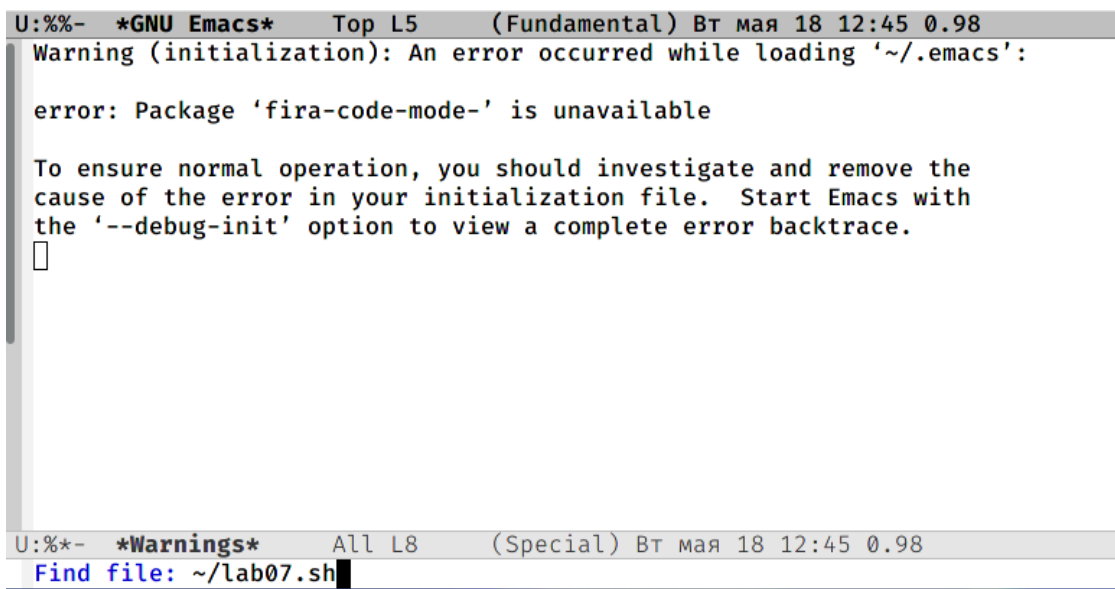 U:%%-  *GNU Emacs*    Top L5     (Fundamental) Вт мая 18 12:45 0.98
Warning (initialization): An error occurred while loading ‘~/.emacs’:
error: Package ‘fira-code-mode-’ is unavailable
To ensure normal operation, you should investigate and remove the
cause of the error in your initialization file.  Start Emacs with
the ‘--debug-init’ option to view a complete error backtrace.
U:%*-  *Warnings*     All L8     (Special) Вт мая 18 12:45 0.98
Find file: ~/lab07.sh